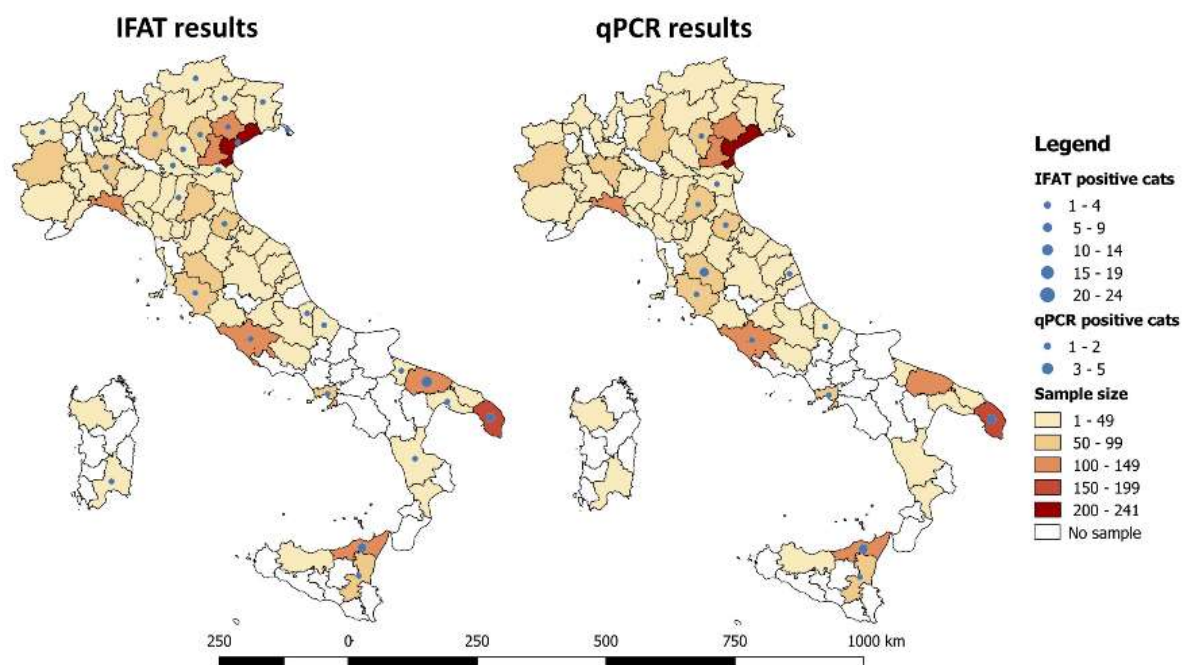 IFAT results
qPCR results
Legend
IFAT positive cats
1 - 4
5 - 9
10 - 14
15 - 19
20 - 24
qPCR positive cats
1 - 2
3 - 5
Sample size
1 - 49
50 - 99
100 - 149
150 - 199
200 - 241
No sample
250 0 250 500 750 1000 km